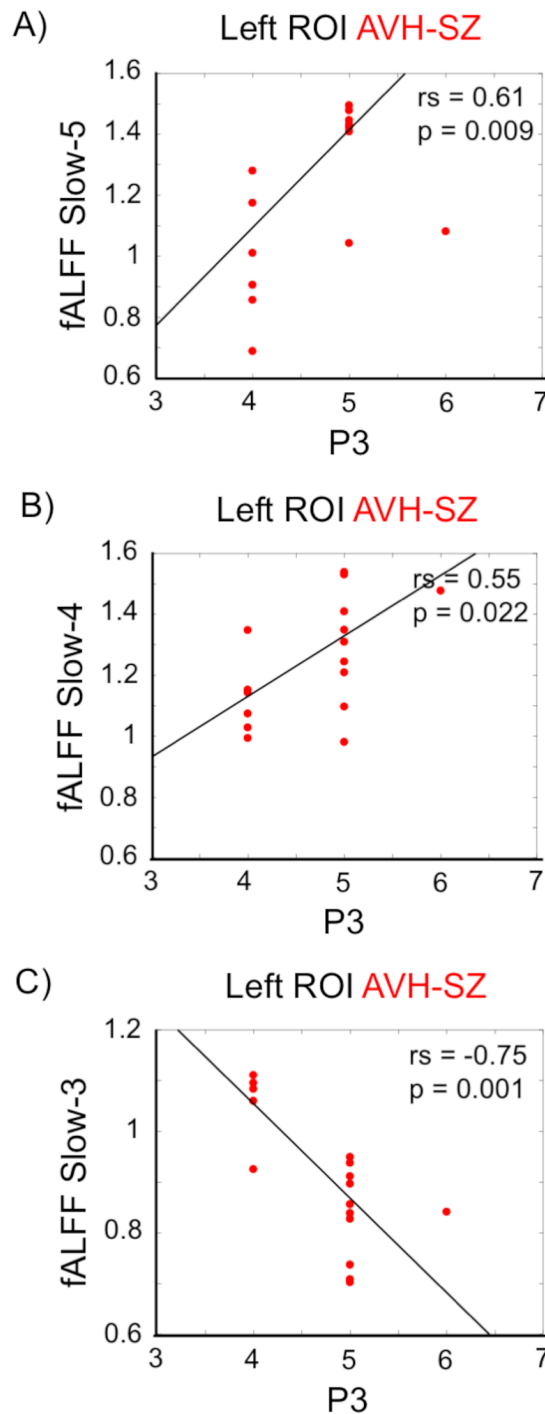 A)
Left ROI AVH-SZ
rs = 0.61
p = 0.009
fALFF Slow-5
1.6
1.4
1.2
1
0.8
0.6
3 4 5 6 7
P3
B)
Left ROI AVH-SZ
rs = 0.55
p = 0.022
fALFF Slow-4
1.6
1.4
1.2
1
0.8
0.6
3 4 5 6 7
P3
C)
Left ROI AVH-SZ
rs = -0.75
p = 0.001
fALFF Slow-3
1.2
1
0.8
0.6
3 4 5 6 7
P3